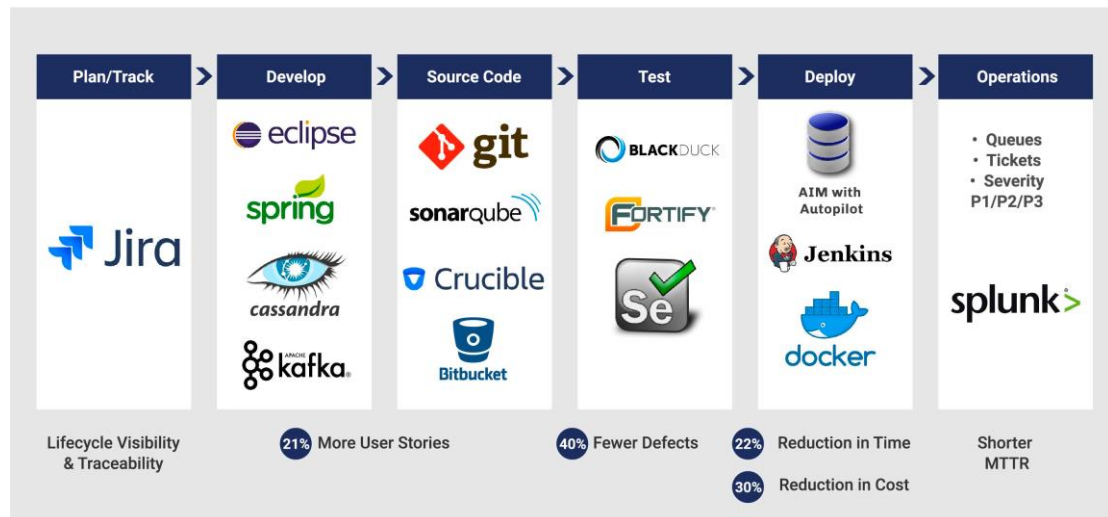 Plan/Track
Develop
Source Code
Test
Deploy
Operations
Jira
eclipse
spring
cassandra
APACHE
kafka®
git
sonarqube
Crucible
Bitbucket
BLACKDUCK
FORTIFY
Se
AIM with
Autopilot
Jenkins
docker
• Queues
• Tickets
• Severity
P1/P2/P3
splunk>
Lifecycle Visibility
& Traceability
21% More User Stories
40% Fewer Defects
22% Reduction in Time
30% Reduction in Cost
Shorter
MTTR